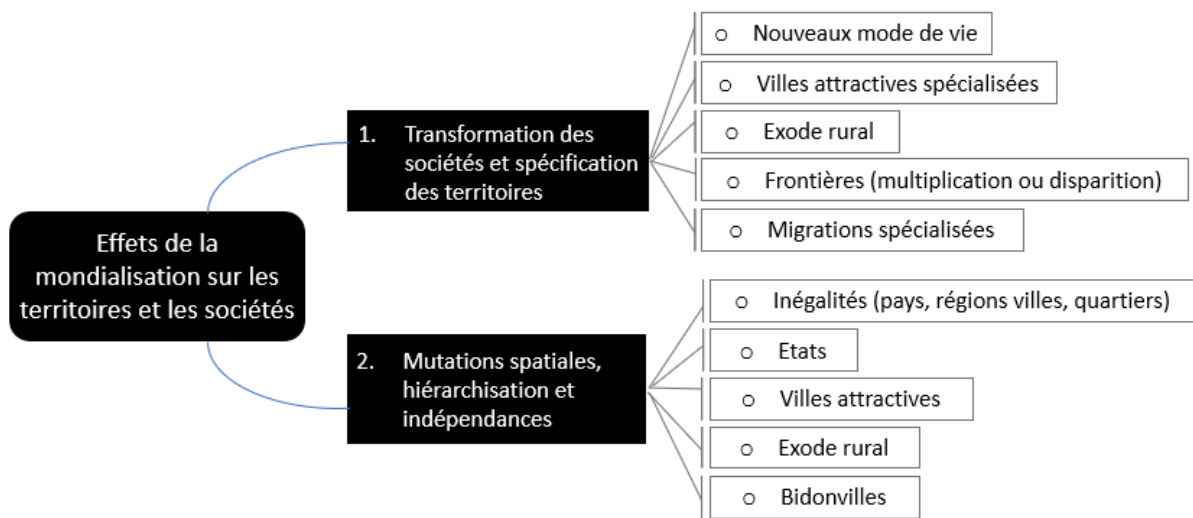 Effets de la
mondialisation sur les
territoires et les sociétés
1. Transformation des
sociétés et spécification
des territoires
○ Nouveaux mode de vie
○ Villes attractives spécialisées
○ Exode rural
○ Frontières (multiplication ou disparition)
○ Migrations spécialisées
2. Mutations spatiales,
hiérarchisation et
indépendances
○ Inégalités (pays, régions villes, quartiers)
○ Etats
○ Villes attractives
○ Exode rural
○ Bidonvilles